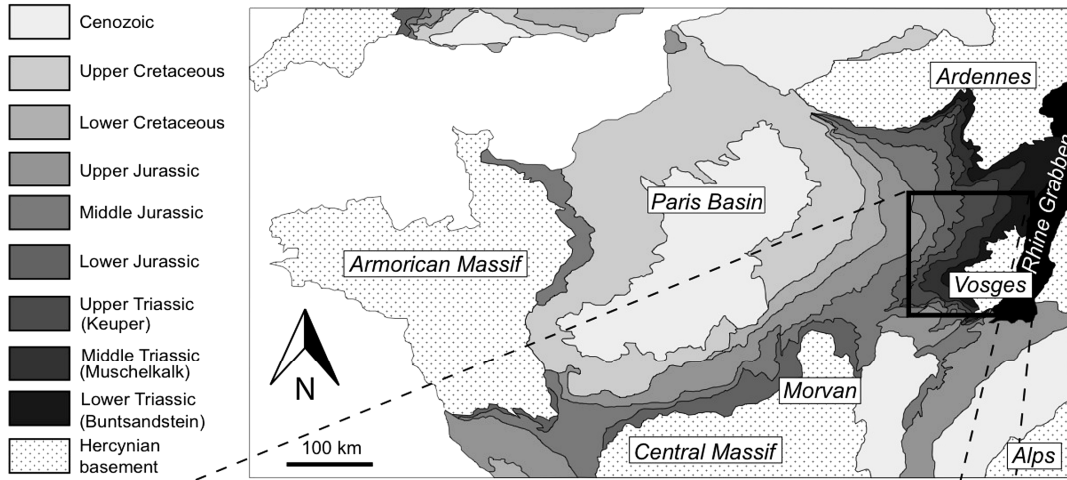 Cenozoic
Upper Cretaceous
Lower Cretaceous
Upper Jurassic
Middle Jurassic
Lower Jurassic
Upper Triassic
(Keuper)
Middle Triassic
(Muschelkalk)
Lower Triassic
(Buntsandstein)
Hercynian
basement
Ardennes
Paris Basin
Rhine Grabben
Armorican Massif
Vosges
N
Morvan
100 km
Central Massif
Alps